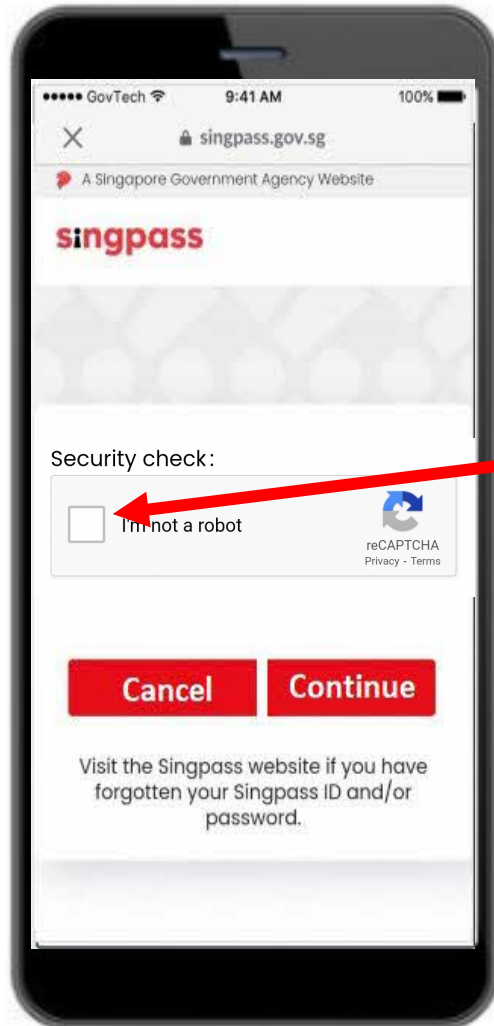 GovTech 9:41 AM 100%
singpass.gov.sg
A Singapore Government Agency Website
singpass
Security check:
I'm not a robot
reCAPTCHA
Privacy - Terms
Cancel Continue
Visit the Singpass website if you have
forgotten your Singpass ID and/or
password.